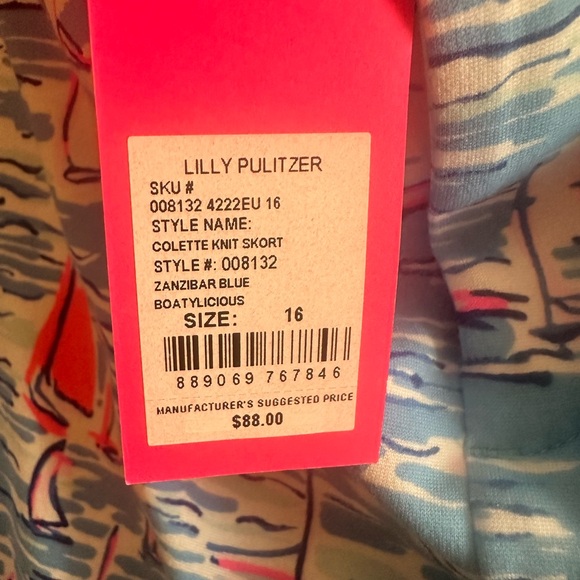 LILLY PULITZER
SKU #
008132 4222EU 16
STYLE NAME:
COLETTE KNIT SKORT
STYLE #: 008132
ZANZIBAR BLUE
BOATYLICIOUS
SIZE: 16
889069 767846
MANUFACTURER'S SUGGESTED PRICE
$88.00